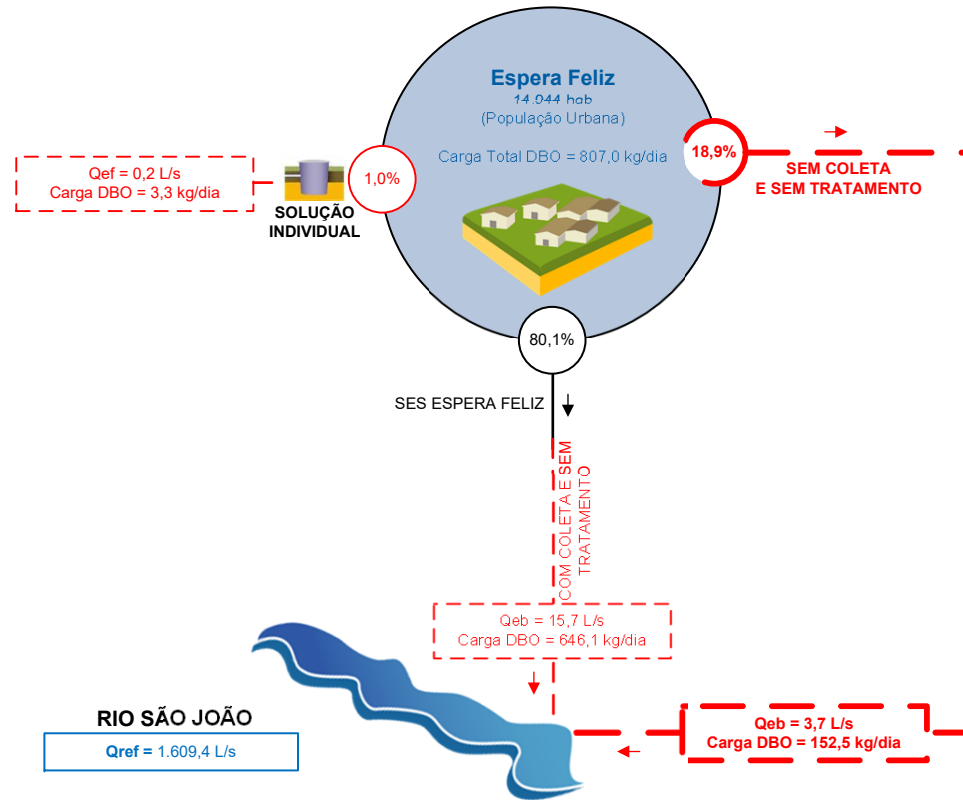 Espera Feliz
14.944 hab
(População Urbana)
Carga Total DBO = 807,0 kg/dia
18,9%
SEM COLETA
E SEM TRATAMENTO
Qef = 0,2 L/s
Carga DBO = 3,3 kg/dia
1,0%
SOLUÇÃO
INDIVIDUAL
80,1%
SES ESPERA FELIZ
COM COLETA E SEM
TRATAMENTO
Qeb = 15,7 L/s
Carga DBO = 646,1 kg/dia
RIO SÃO JOÃO
Qref = 1.609,4 L/s
Qeb = 3,7 L/s
Carga DBO = 152,5 kg/dia